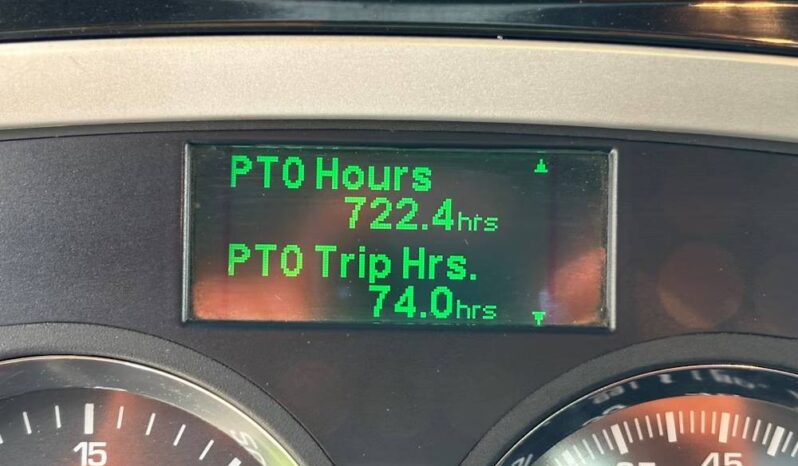 PTO Hours
722.4hrs
PTO Trip Hrs.
74.0hrs
15
45